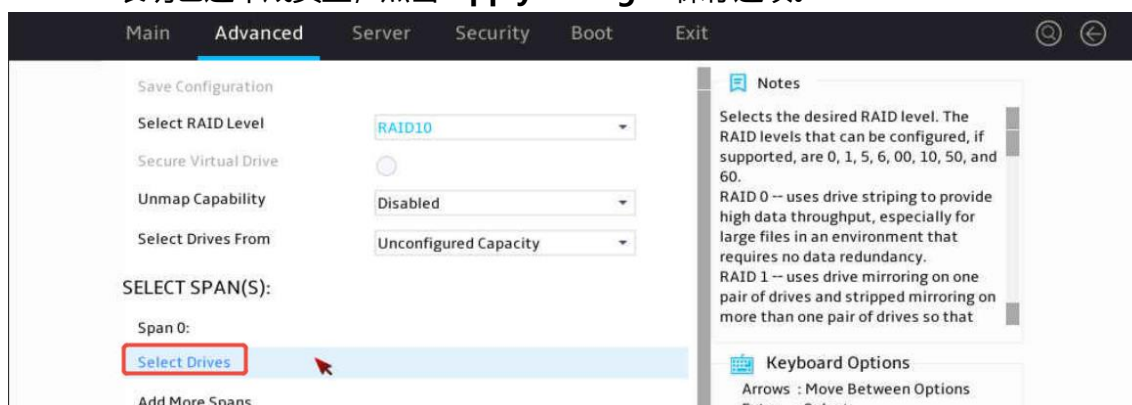 Main Advanced Server Security Boot Exit
Save Configuration
Select RAID Level RAID10
Secure Virtual Drive
Unmap Capability Disabled
Select Drives From Unconfigured Capacity
SELECT SPAN(S):
Span 0:
Select Drives
Add More Spans
Notes
Selects the desired RAID level. The
RAID levels that can be configured, if
supported, are 0, 1, 5, 6, 00, 10, 50, and
60.
RAID 0 -- uses drive striping to provide
high data throughput, especially for
large files in an environment that
requires no data redundancy.
RAID 1 -- uses drive mirroring on one
pair of drives and stripped mirroring on
more than one pair of drives so that
Keyboard Options
Arrows : Move Between Options